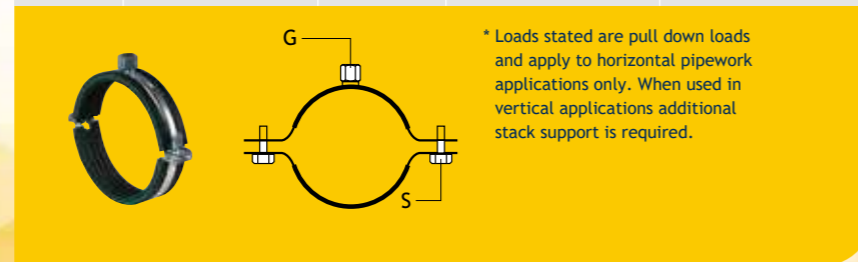 G
* Loads stated are pull down loads
and apply to horizontal pipework
applications only. When used in
vertical applications additional
stack support is required.
S